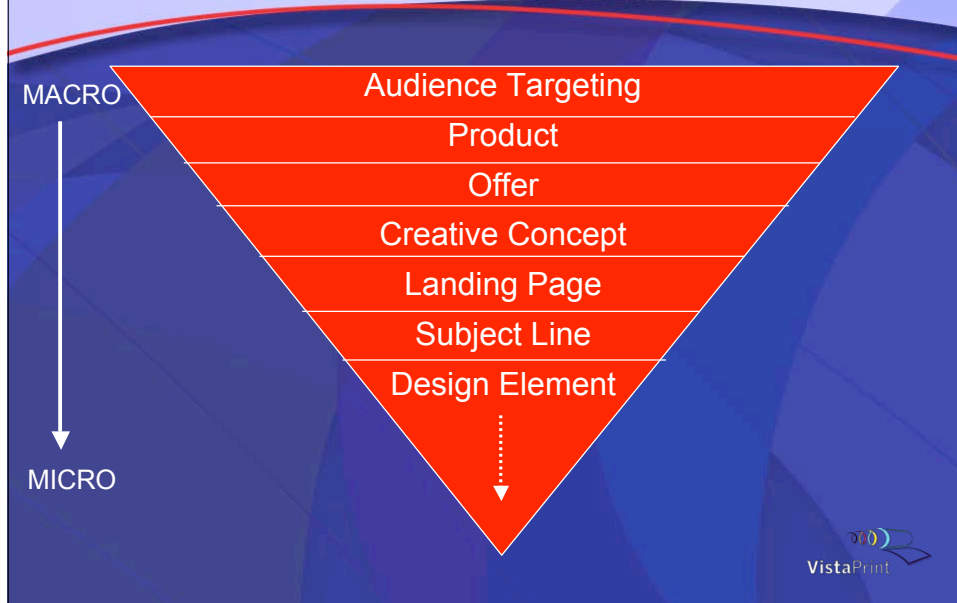 MACRO
Audience Targeting
Product
Offer
Creative Concept
Landing Page
Subject Line
Design Element
MICRO
VistaPrint